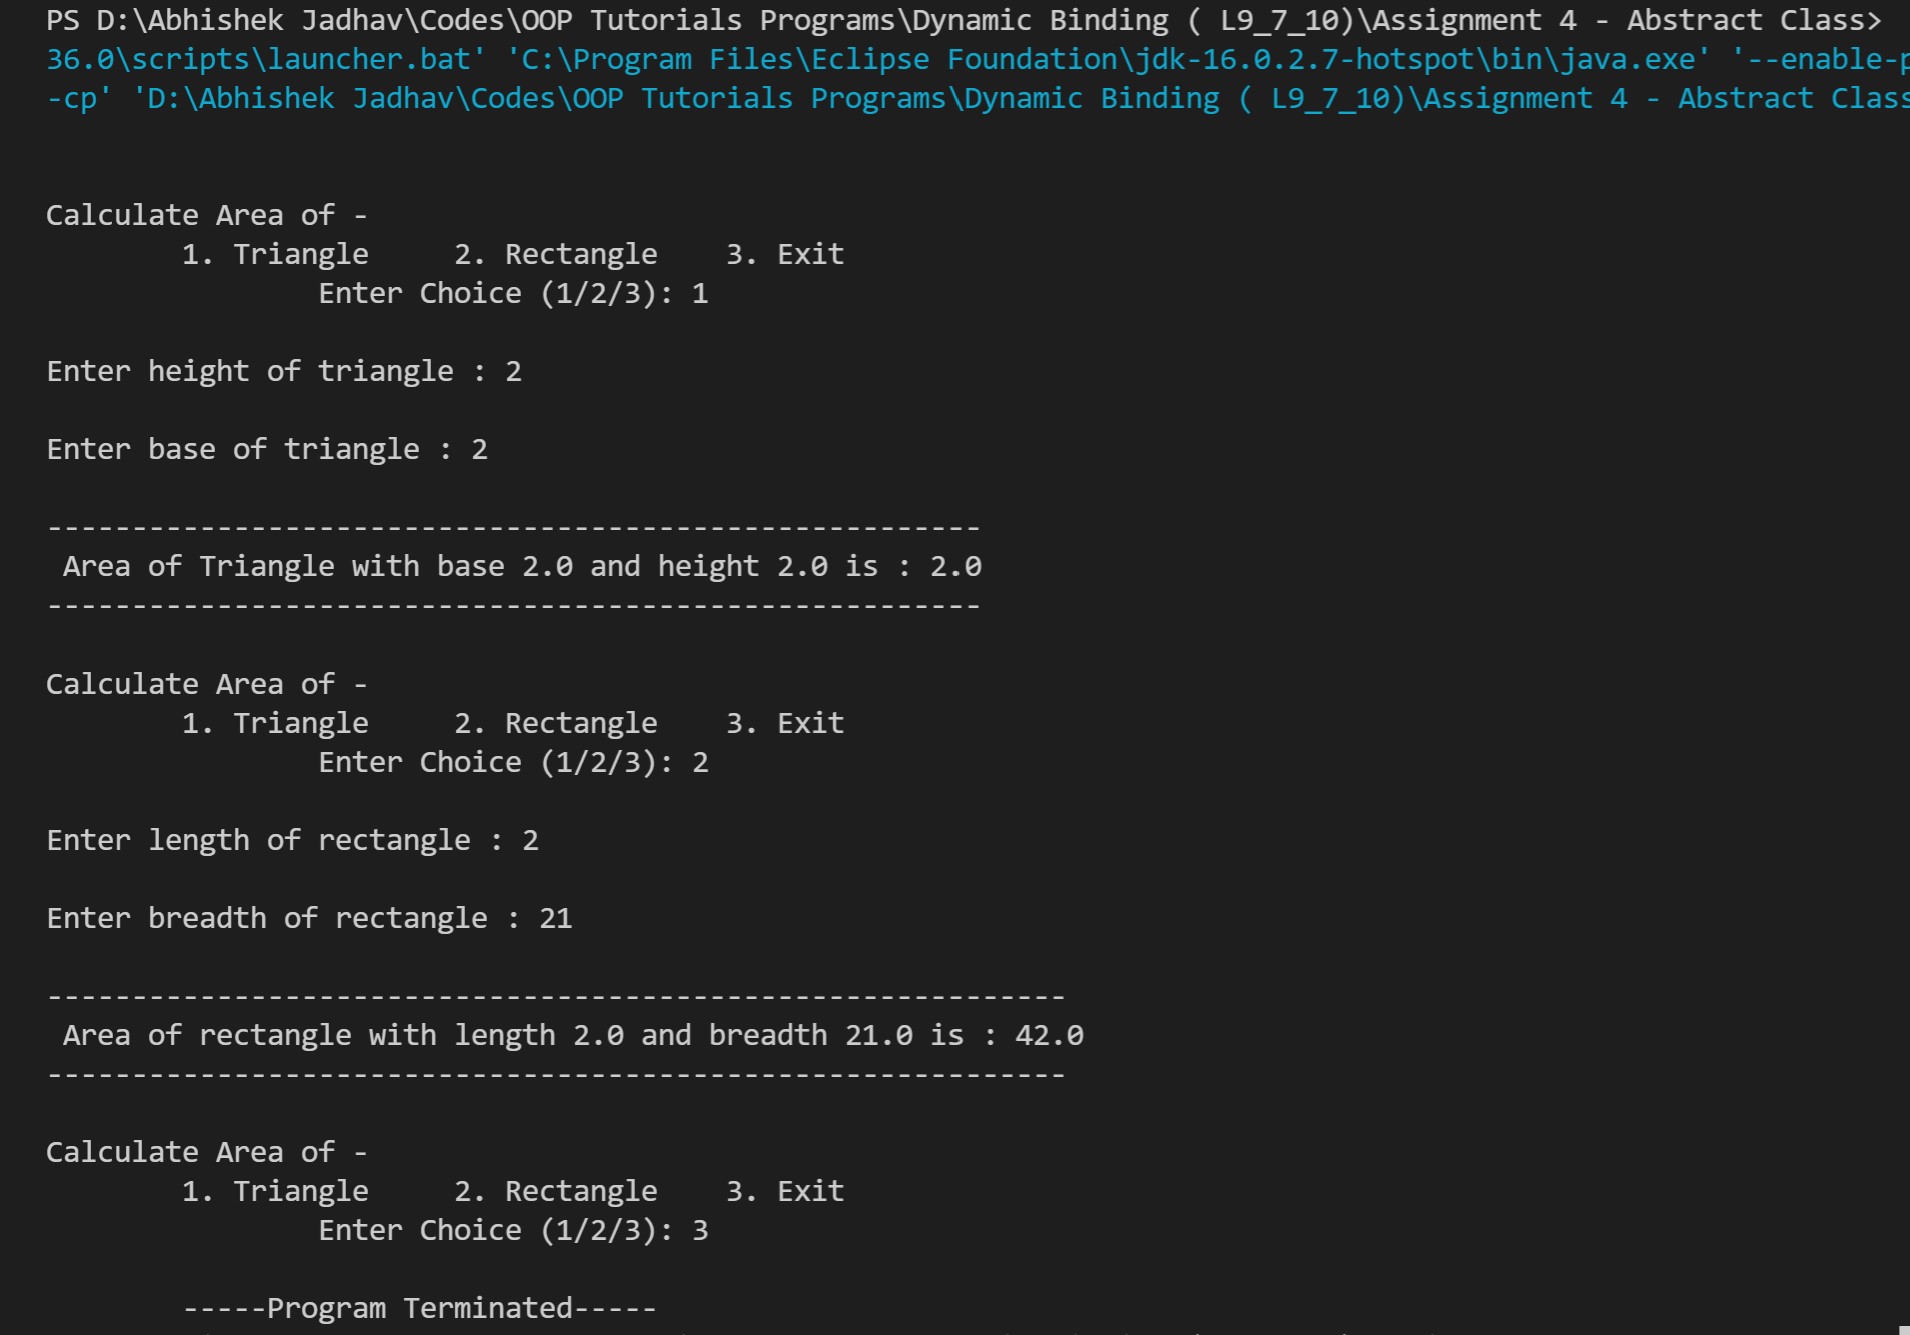 PS D:\Abhishek Jadhav\Codes\OOP Tutorials Programs\Dynamic Binding ( L9_7_10)\Assignment 4 - Abstract Class>
36.0\scripts\launcher.bat' 'C:\Program Files\Eclipse Foundation\jdk-16.0.2.7-hotspot\bin\java.exe' '--enable-p
-cp' 'D:\Abhishek Jadhav\Codes\OOP Tutorials Programs\Dynamic Binding ( L9_7_10)\Assignment 4 - Abstract Class
Calculate Area of -
1. Triangle     2. Rectangle    3. Exit
Enter Choice (1/2/3): 1
Enter height of triangle : 2
Enter base of triangle : 2
-------------------------------------------------------
Area of Triangle with base 2.0 and height 2.0 is : 2.0
-------------------------------------------------------
Calculate Area of -
1. Triangle     2. Rectangle    3. Exit
Enter Choice (1/2/3): 2
Enter length of rectangle : 2
Enter breadth of rectangle : 21
------------------------------------------------------------
Area of rectangle with length 2.0 and breadth 21.0 is : 42.0
------------------------------------------------------------
Calculate Area of -
1. Triangle     2. Rectangle    3. Exit
Enter Choice (1/2/3): 3
-----Program Terminated-----